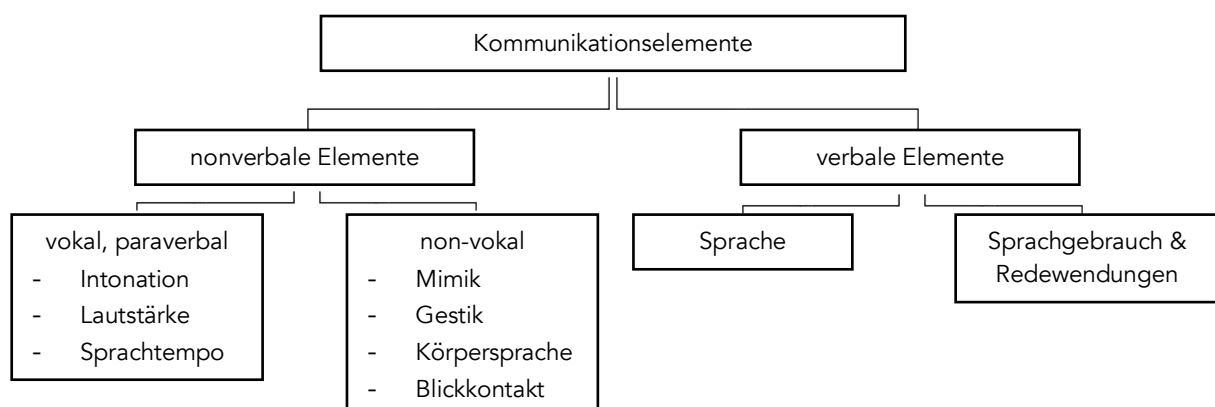 Kommunikationselemente
nonverbale Elemente
verbale Elemente
vokal, paraverbal
- Intonation
- Lautstärke
- Sprachtempo
non-vokal
- Mimik
- Gestik
- Körpersprache
- Blickkontakt
Sprache
Sprachgebrauch &
Redewendungen